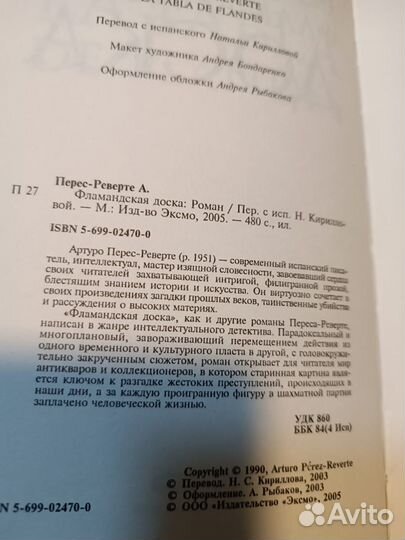 REVERTE
LA TABLA DE FLANDES
Перевод с испанского Натальи Кирилловой
Макет художника Андрея Бондаренко
Оформление обложки Андрея Рыбакова
Перес-Реверте А.
П 27
Фламандская доска: Роман / Пер. с исп. Н. Кирилло-
вой. — М.: Изд-во Эксмо, 2005. — 480 с., ил.
ISBN 5-699-02470-0
Артуро Перес-Реверте (р. 1951) — современный испанский писа-
тель, интеллектуал, мастер изящной словесности, завоевавший сердца
своих читателей захватывающей интригой, филигранной прозой,
блестящим знанием истории и искусства. Он виртуозно сочетает в
своих произведениях загадки прошлых веков, таинственные убийства
и рассуждения о высоких материях.
«Фламандская доска», как и другие романы Переса-Реверте,
написан в жанре интеллектуального детектива. Парадоксальный и
многоплановый, завораживающий перемещением действия из
одного временного и культурного пласта в другой, с головокружи-
тельно закрученным сюжетом, роман открывает для читателя мир
антикваров и коллекционеров, в котором старинная картина являет-
ся ключом к разгадке жестоких преступлений, происходящих в
наши дни, а за каждую проигранную фигуру в шахматной партии
заплачено человеческой жизнью.
УДК 860
ББК 84(4 Исп)
Copyright © 1990, Arturo Pérez-Reverte
© Перевод. Н. С. Кириллова, 2003
© Оформление. А. Рыбаков, 2003
© ООО «Издательство «Эксмо», 2005
N 5-699-02470-0
Avito